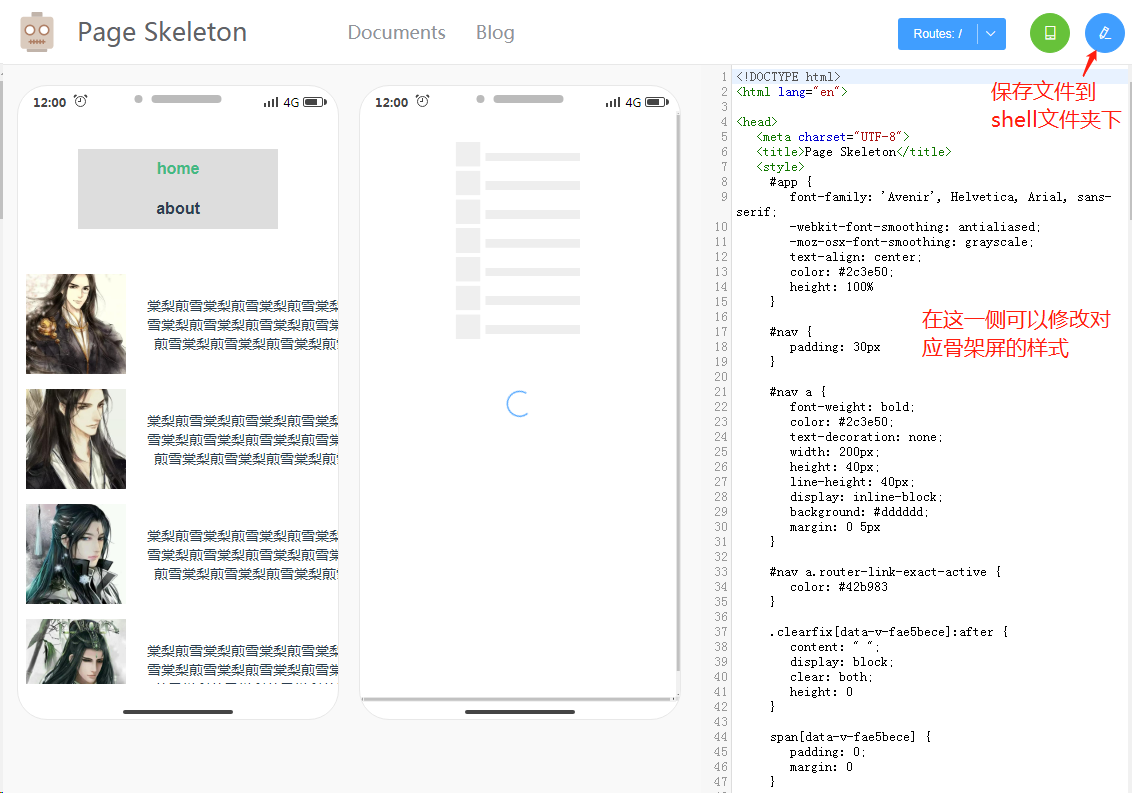 Page Skeleton
Documents
Blog
Routes: /
12:00
4G
home
about
棠梨煎雪棠梨煎雪棠梨煎雪棠梨
雪棠梨煎雪棠梨煎雪棠梨煎雪棠
煎雪棠梨煎雪棠梨煎雪棠梨煎
棠梨煎雪棠梨煎雪棠梨煎雪棠梨
雪棠梨煎雪棠梨煎雪棠梨煎雪棠
煎雪棠梨煎雪棠梨煎雪棠梨煎
棠梨煎雪棠梨煎雪棠梨煎雪棠梨
雪棠梨煎雪棠梨煎雪棠梨煎雪棠
煎雪棠梨煎雪棠梨煎雪棠梨煎
棠梨煎雪棠梨煎雪棠梨煎雪棠梨
雪棠梨煎雪棠梨煎雪棠梨煎雪棠
12:00
4G
1 <!DOCTYPE html>
2 <html lang="en">
3
4 <head>
5 <meta charset="UTF-8">
6 <title>Page Skeleton</title>
7 <style>
8 #app {
9 font-family: 'Avenir', Helvetica, Arial, sans-
serif;
10 -webkit-font-smoothing: antialiased;
11 -moz-osx-font-smoothing: grayscale;
12 text-align: center;
13 color: #2c3e50;
14 height: 100%
15 }
16
17 #nav {
18 padding: 30px
19 }
20
21 #nav a {
22 font-weight: bold;
23 color: #2c3e50;
24 text-decoration: none;
25 width: 200px;
26 height: 40px;
27 line-height: 40px;
28 display: inline-block;
29 background: #dddddd;
30 margin: 0 5px
31 }
32
33 #nav a.router-link-exact-active {
34 color: #42b983
35 }
36
37 .clearfix[data-v-fae5bece]:after {
38 content: " ";
39 display: block;
40 clear: both;
41 height: 0
42 }
43
44 span[data-v-fae5bece] {
45 padding: 0;
46 margin: 0
47 }
保存文件到
shell文件夹下
在这一侧可以修改对
应骨架屏的样式